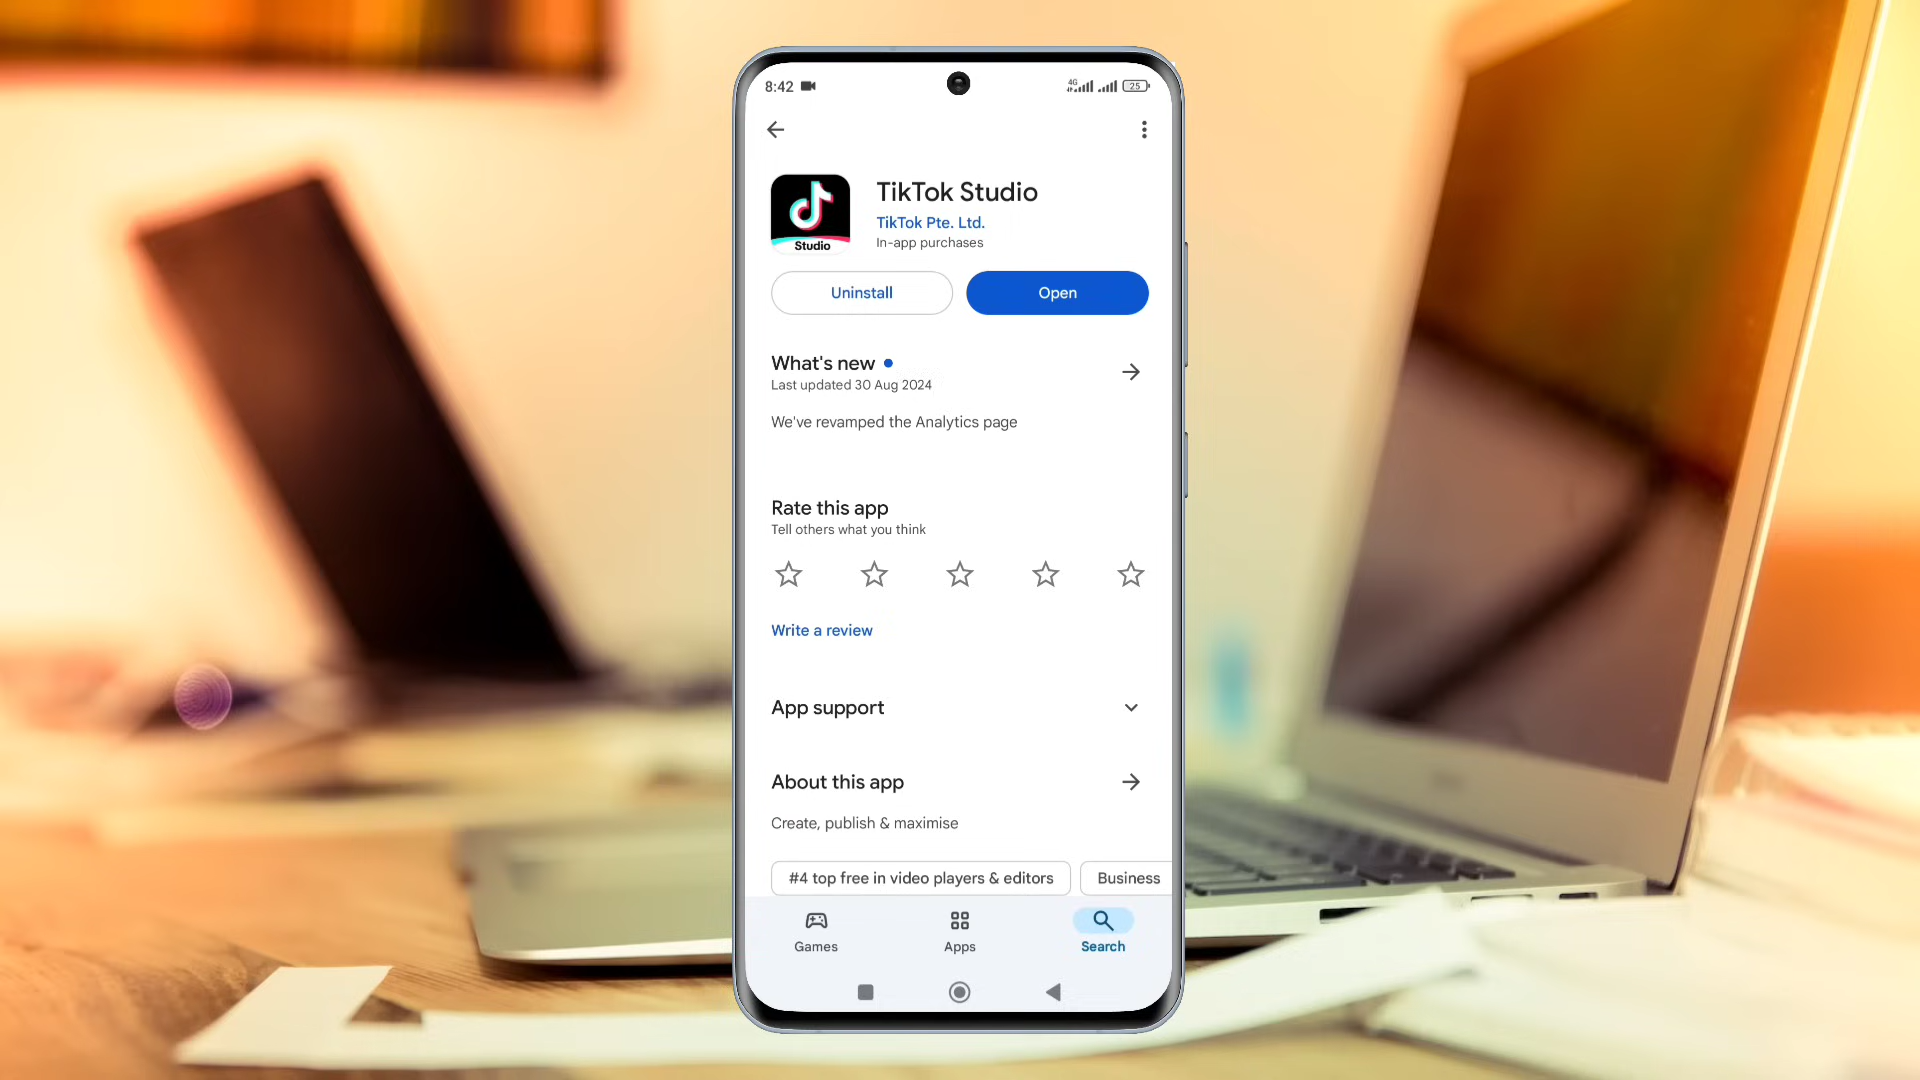 8:42
4G
25
TikTok Studio
TikTok Pte. Ltd.
In-app purchases
Studio
Uninstall
Open
What's new
Last updated 30 Aug 2024
We've revamped the Analytics page
Rate this app
Tell others what you think
Write a review
App support
About this app
Create, publish & maximise
#4 top free in video players & editors
Business
Games
Apps
Search